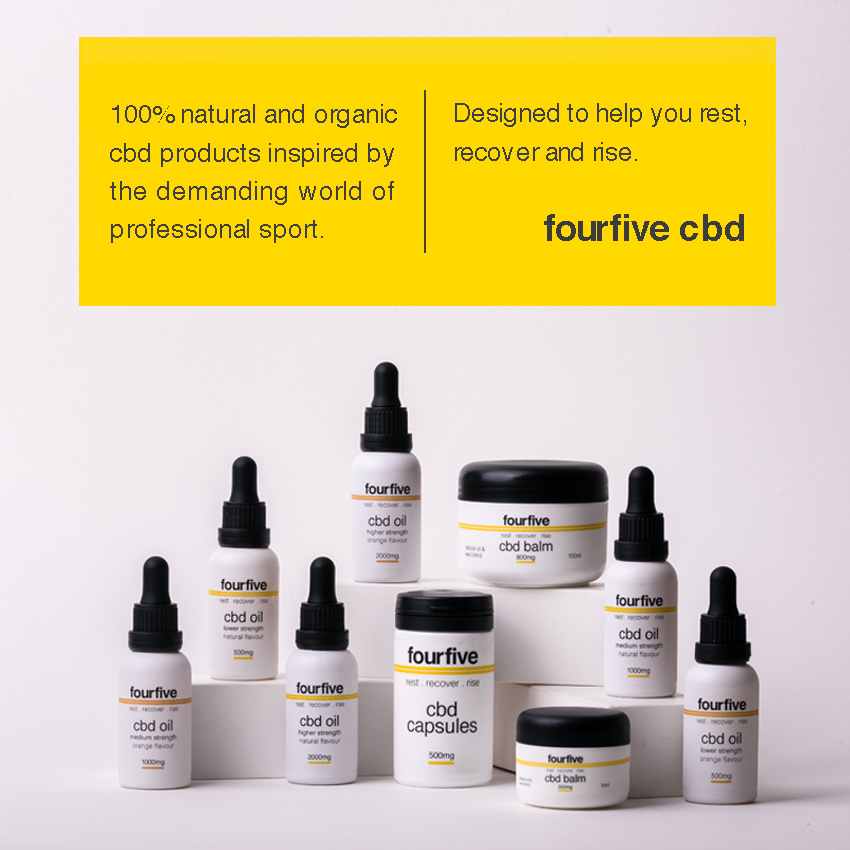 100% natural and organic
cbd products inspired by
the demanding world of
professional sport.
Designed to help you rest,
recover and rise.
fourfive cbd
fourfive
rest . recover . rise
cbd oil
higher strength
orange flavour
2000mg
fourfive
rest . recover . rise
cbd balm
800mg
100ml
fourfive
rest . recover . rise
cbd oil
lower strength
natural flavour
500mg
fourfive
rest . recover . rise
cbd oil
medium strength
natural flavour
1000mg
fourfive
rest . recover . rise
cbd oil
medium strength
orange flavour
1000mg
fourfive
rest . recover . rise
cbd oil
higher strength
natural flavour
2000mg
fourfive
rest . recover . rise
cbd
capsules
500mg
fourfive
rest . recover . rise
cbd balm
fourfive
rest . recover . rise
cbd oil
lower strength
orange flavour
500mg